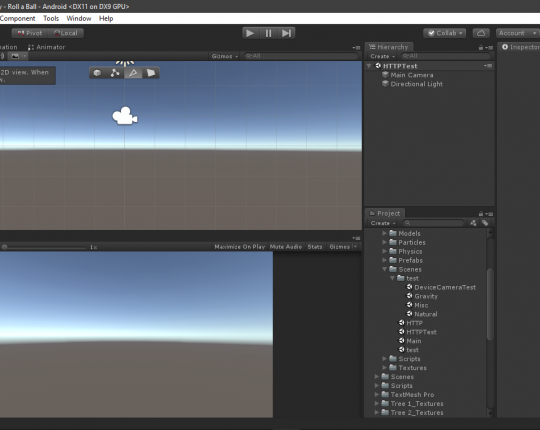 y - Roll a Ball - Android <DX11 on DX9 GPU>
Component Tools Window Help
Pivot Local
Collab
Account
ation Animator
Gizmos All
2D view. When
w.
Hierarchy
Create All
HTTPTest
Main Camera
Directional Light
Inspector
1x
Maximize On Play Mute Audio Stats Gizmos
Project
Create
Models
Particles
Physics
Prefabs
Scenes
test
DeviceCameraTest
Gravity
Misc
Natural
HTTP
HTTPTest
Main
test
Scripts
Textures
Scenes
Scripts
TextMesh Pro
Tree 1_Textures
Tree 2_Textures